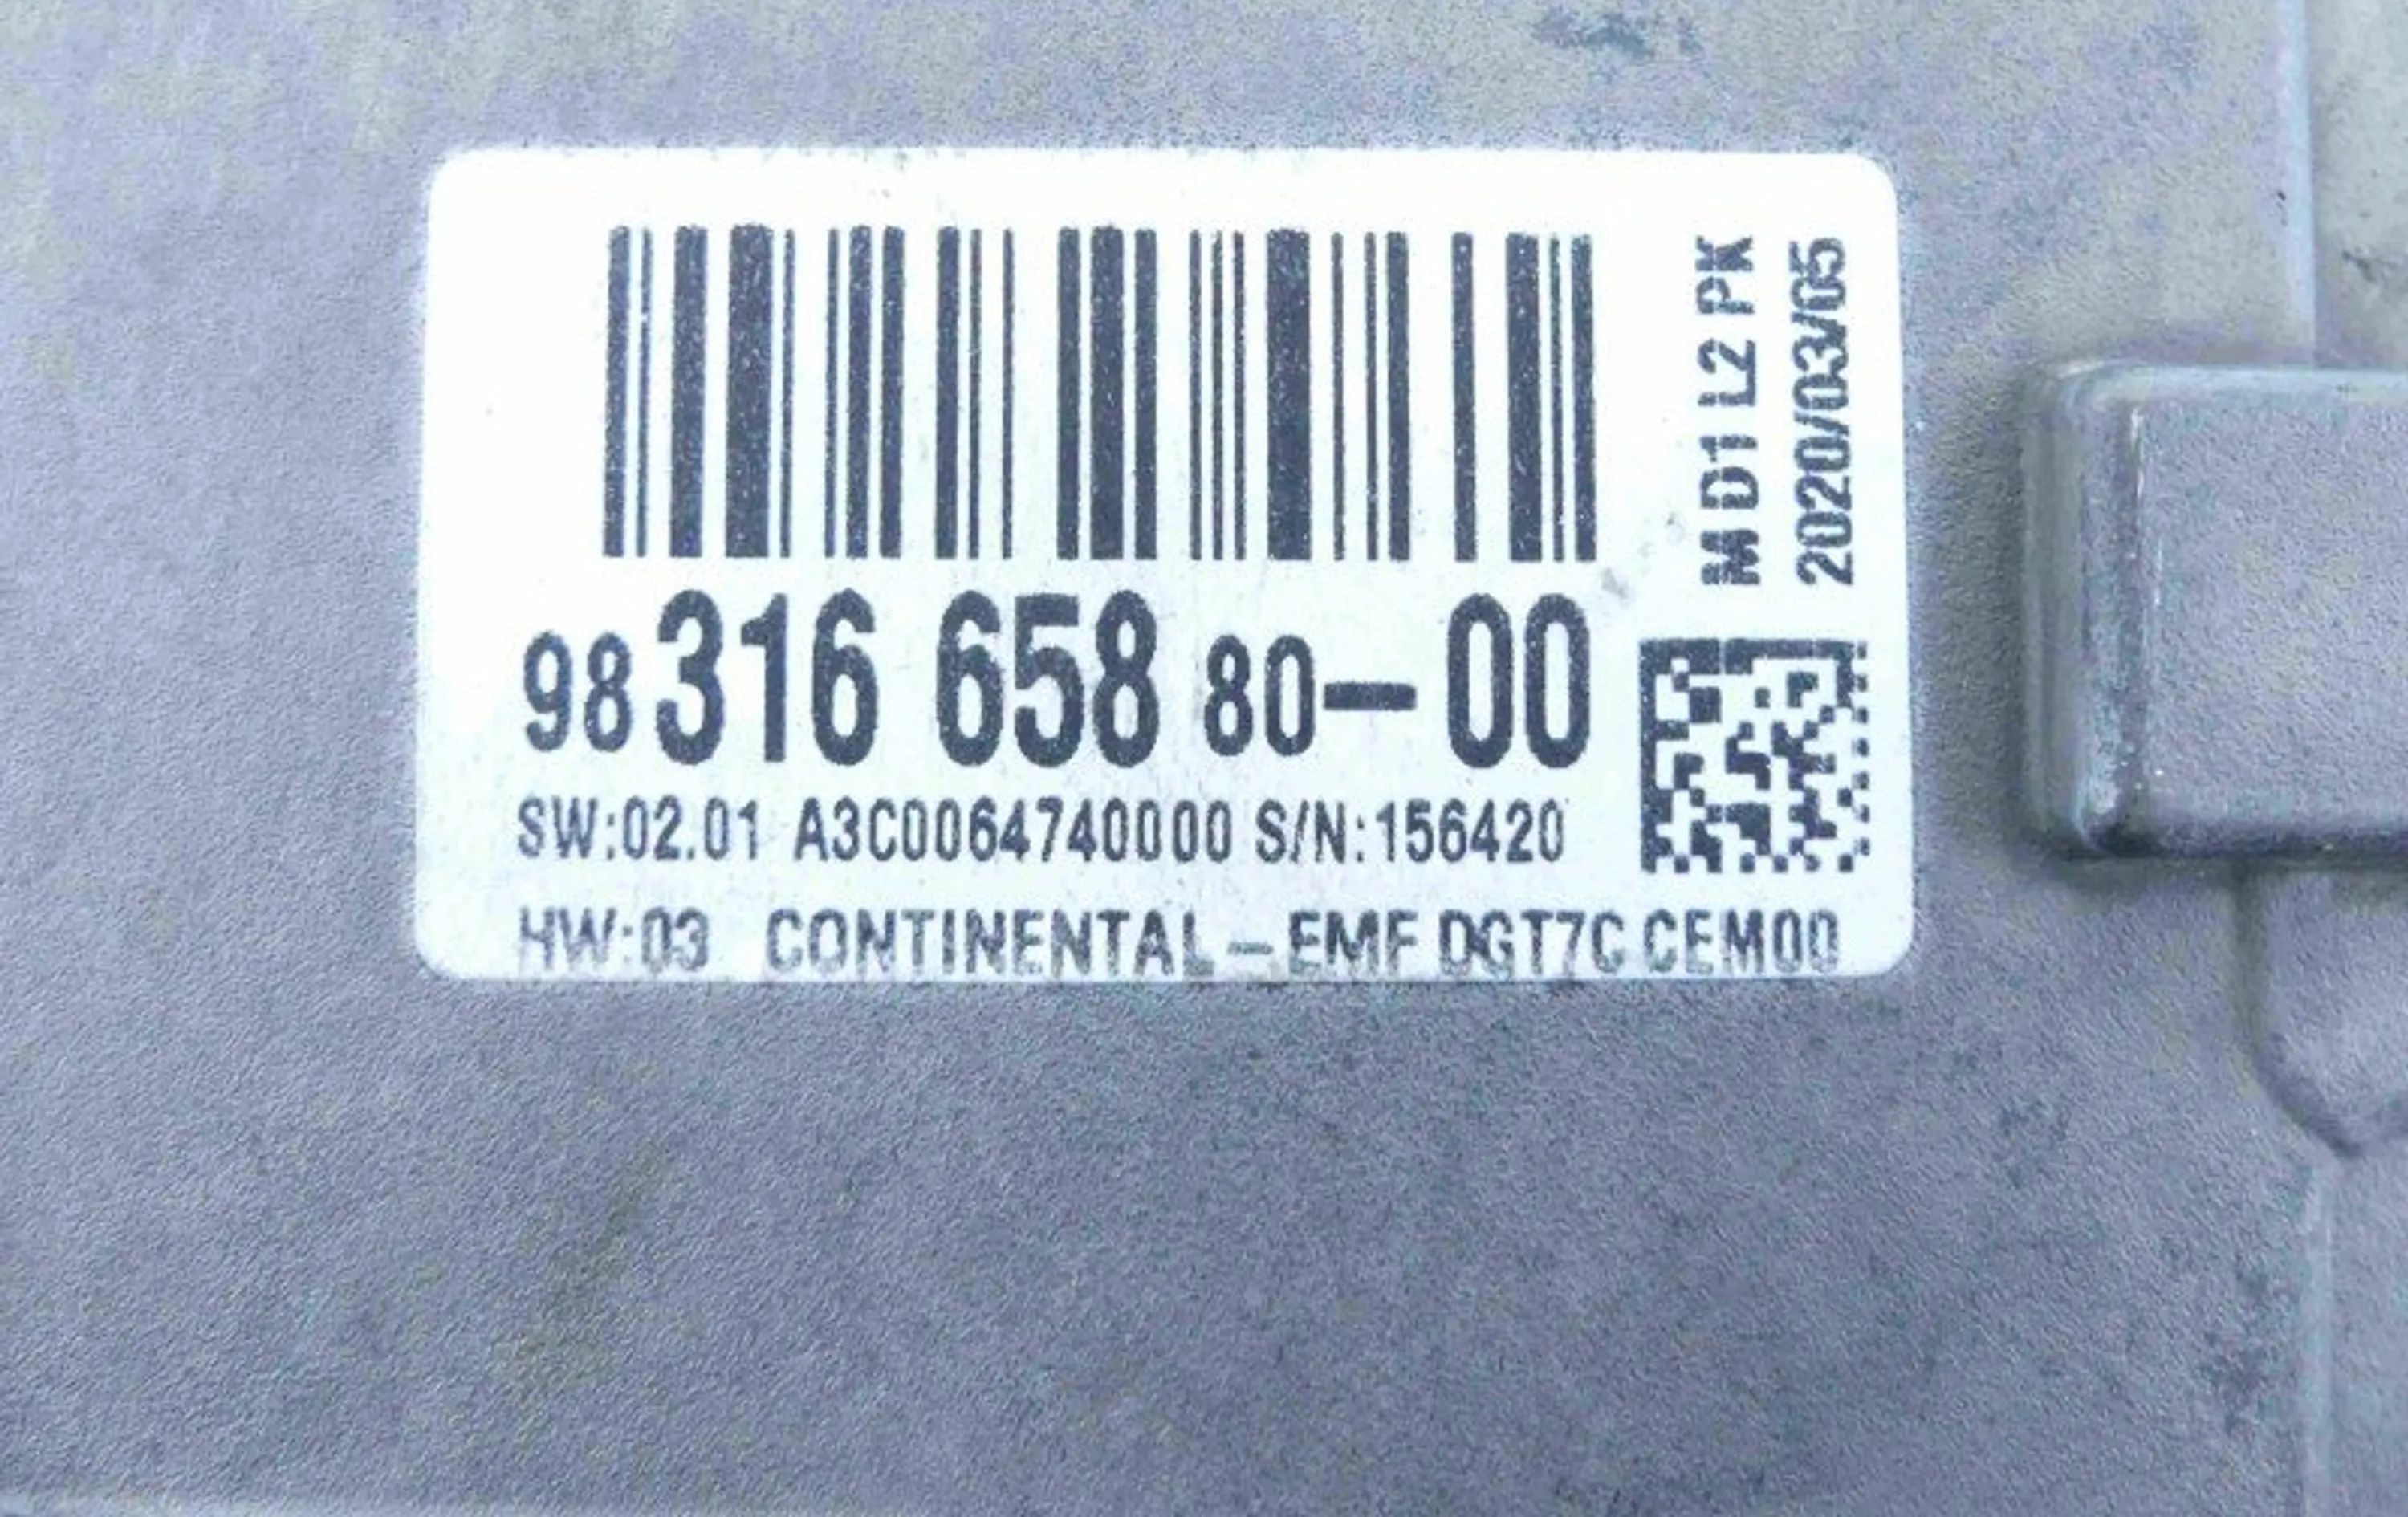 98 316 658 80-00
SW:02.01 A3C0064740000 S/N:156420
HW:03 CONTINENTAL-EMF DGT7C CEM00
MD1 L2 PK
2020/03/05